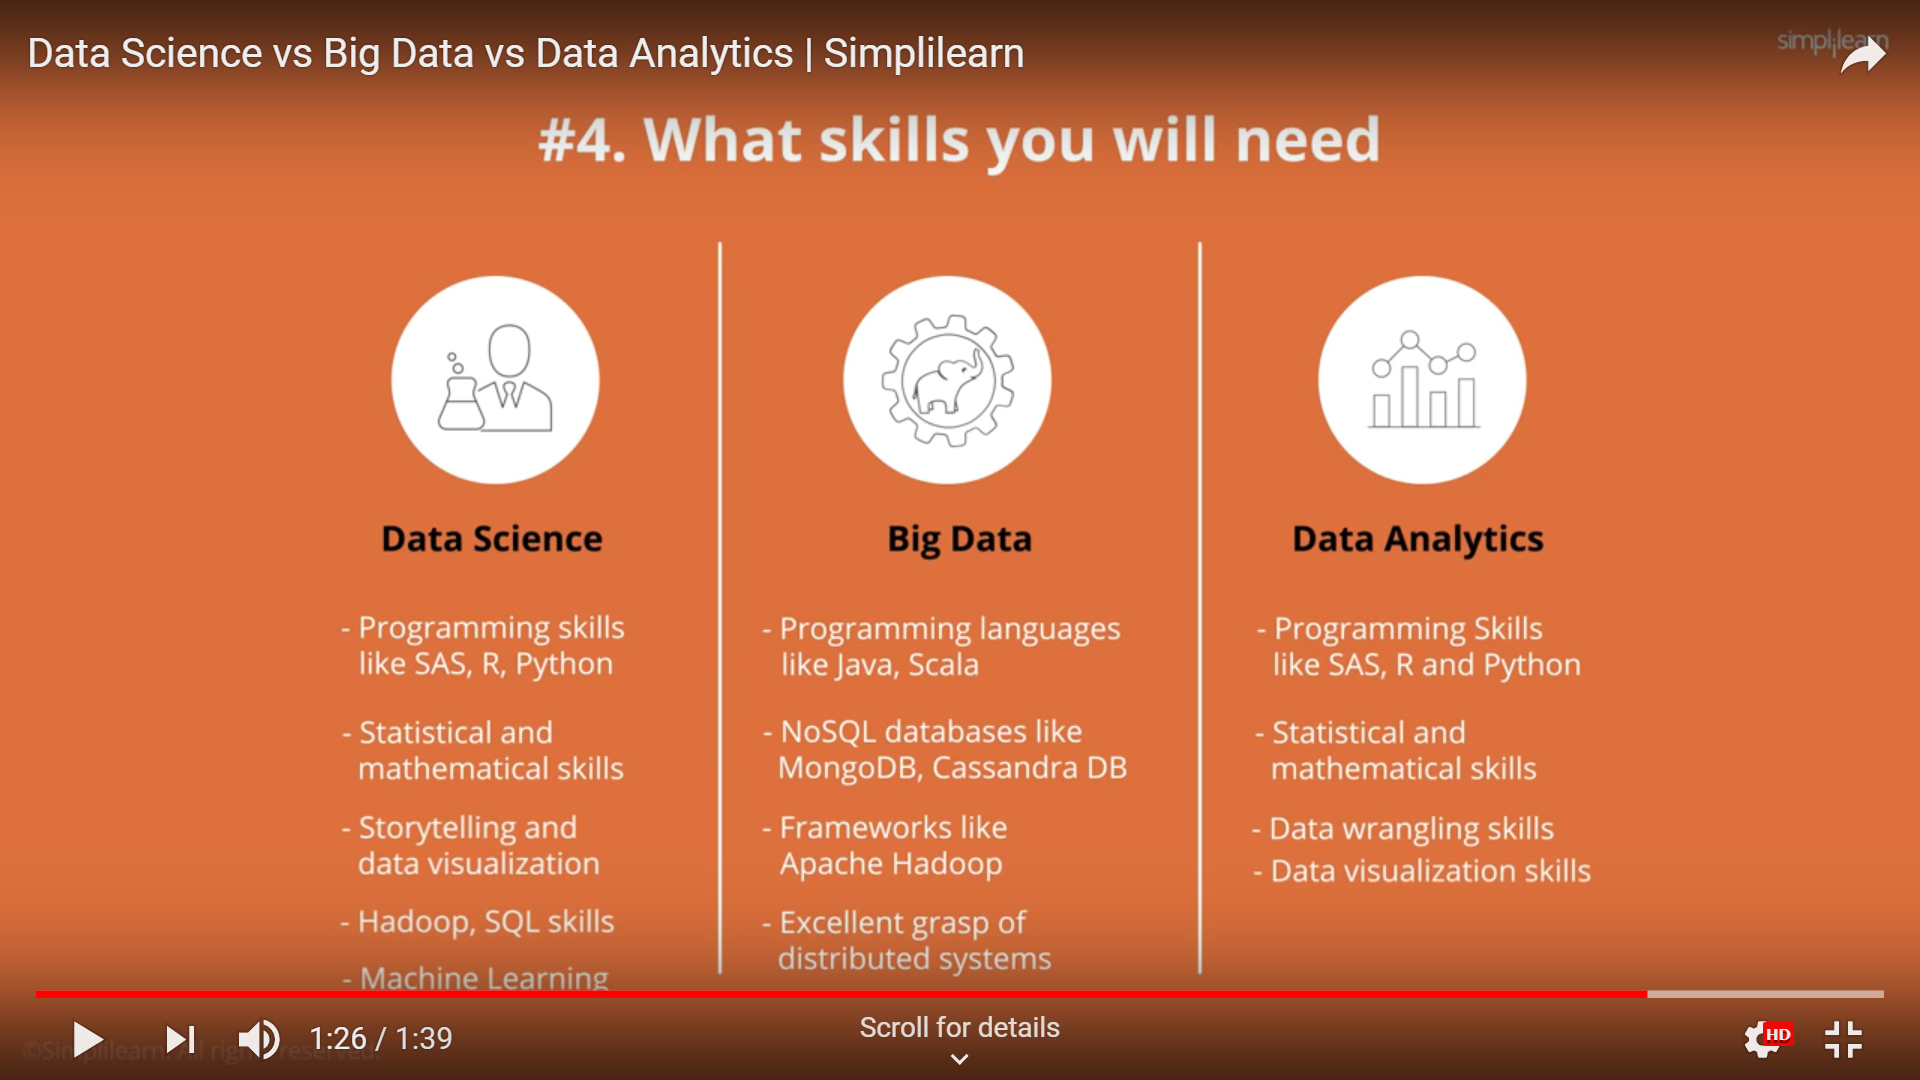 Data Science vs Big Data vs Data Analytics | Simplilearn
simplilearn
#4. What skills you will need
Data Science
- Programming skills
like SAS, R, Python
- Statistical and
mathematical skills
- Storytelling and
data visualization
- Hadoop, SQL skills
- Machine Learning
Big Data
- Programming languages
like Java, Scala
- NoSQL databases like
MongoDB, Cassandra DB
- Frameworks like
Apache Hadoop
- Excellent grasp of
distributed systems
Data Analytics
- Programming Skills
like SAS, R and Python
- Statistical and
mathematical skills
- Data wrangling skills
- Data visualization skills
1:26 / 1:39
Scroll for details
HD
©Simplilearn. All rights reserved.